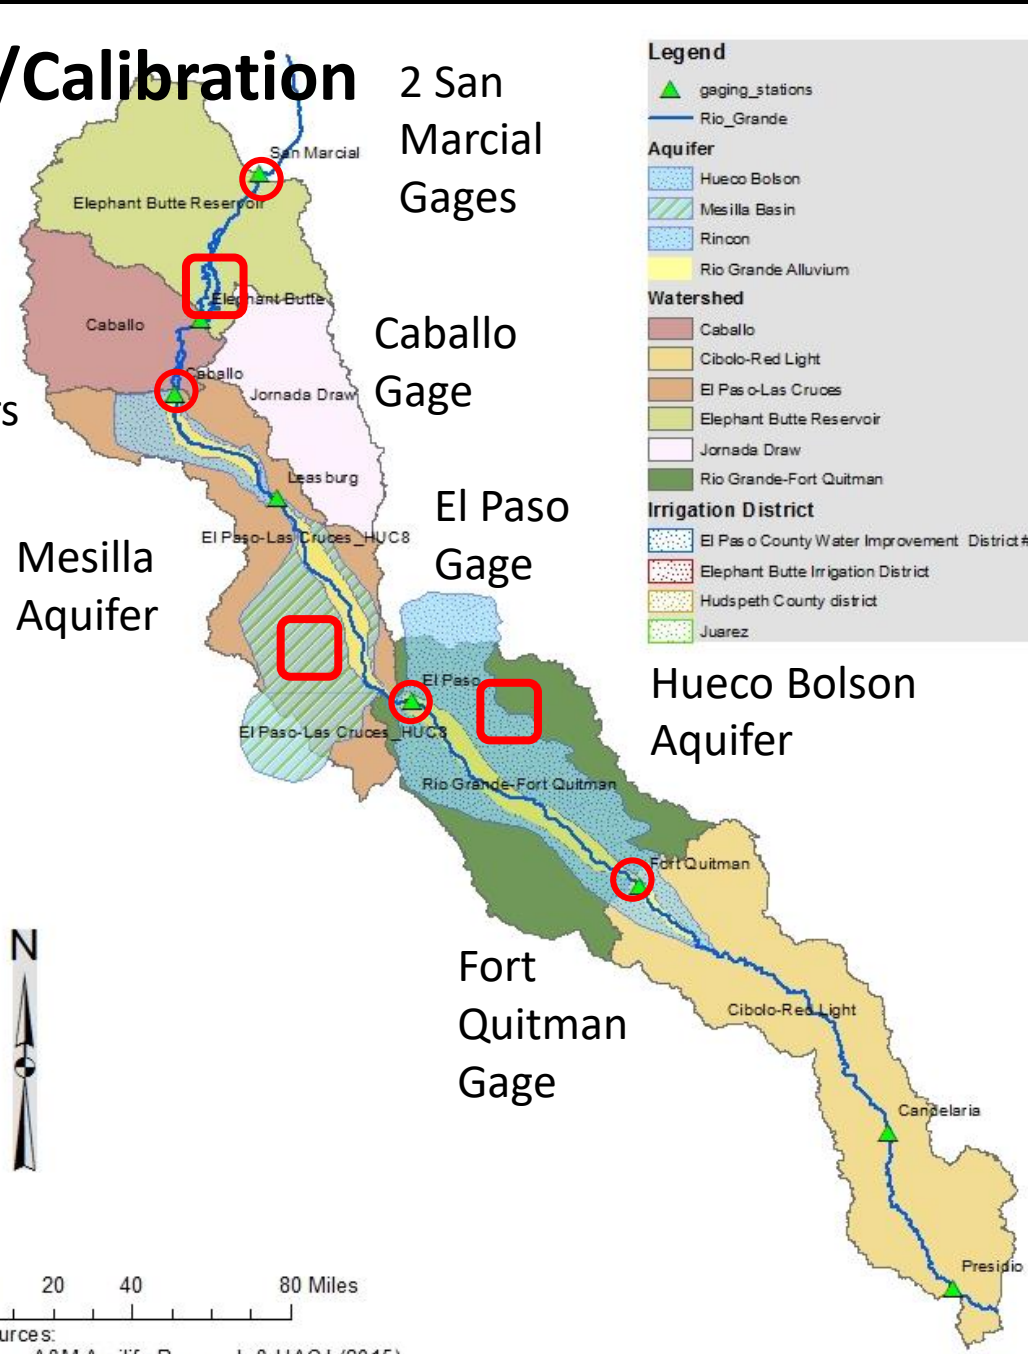 /Calibration
2 San
Marcial
Gages
San Marcial
Elephant Butte Reservoir
Elephant Butte
Caballo
Caballo
Gage
Caballo
Jornada Draw
rs
Leasburg
El Paso
Gage
El Paso-Las Cruces_HUC8
Mesilla
Aquifer
El Paso
Hueco Bolson
Aquifer
El Paso-Las Cruces_HUC8
Rio Grande-Fort Quitman
Fort Quitman
Fort
Quitman
Gage
Cibolo-Red Light
Candelaria
Presidio
N
20 40 80 Miles
urces:
Legend
gaging_stations
Rio_Grande
Aquifer
Hueco Bolson
Mesilla Basin
Rincon
Rio Grande Alluvium
Watershed
Caballo
Cibolo-Red Light
El Paso-Las Cruces
Elephant Butte Reservoir
Jornada Draw
Rio Grande-Fort Quitman
Irrigation District
El Paso County Water Improvement District#
Elephant Butte Irrigation District
Hudspeth County district
Juarez